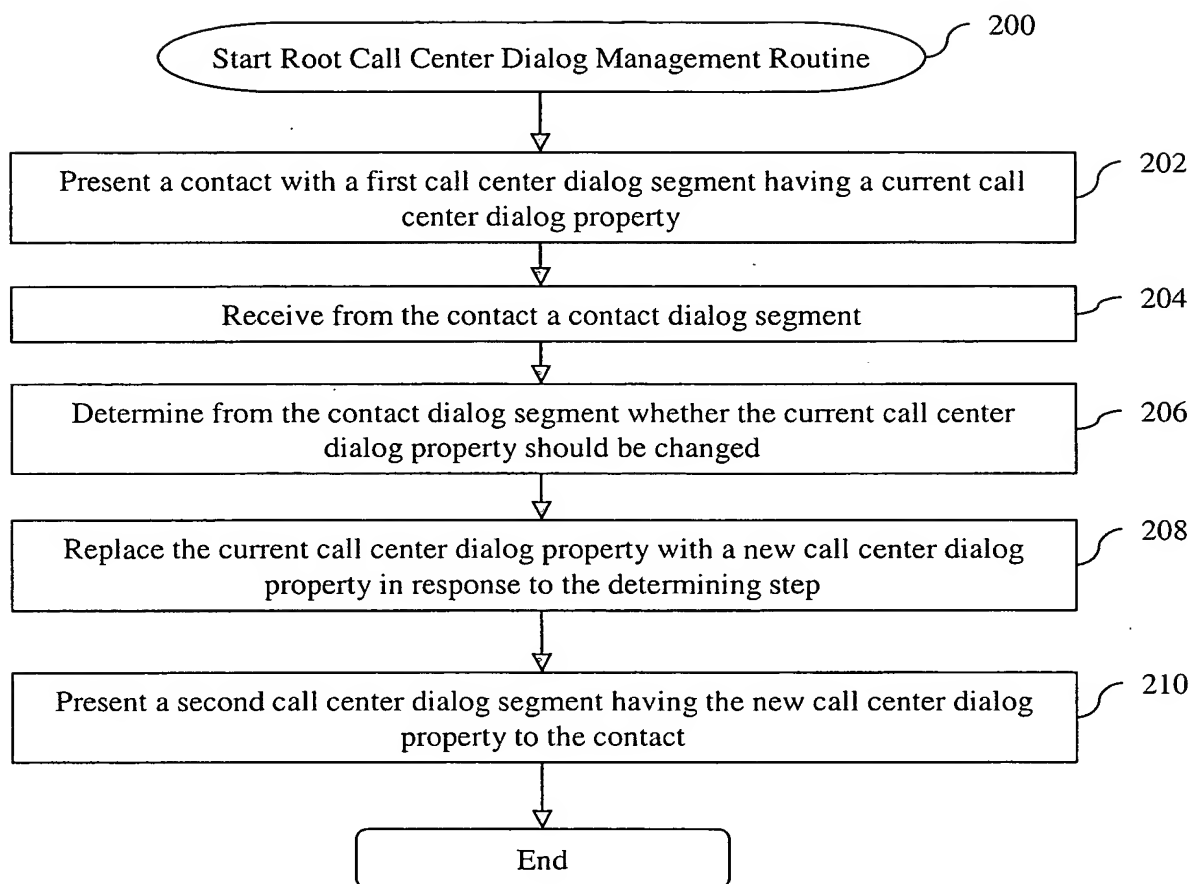 200
Start Root Call Center Dialog Management Routine
202
Present a contact with a first call center dialog segment having a current call
center dialog property
204
Receive from the contact a contact dialog segment
206
Determine from the contact dialog segment whether the current call center
dialog property should be changed
208
Replace the current call center dialog property with a new call center dialog
property in response to the determining step
210
Present a second call center dialog segment having the new call center dialog
property to the contact
End